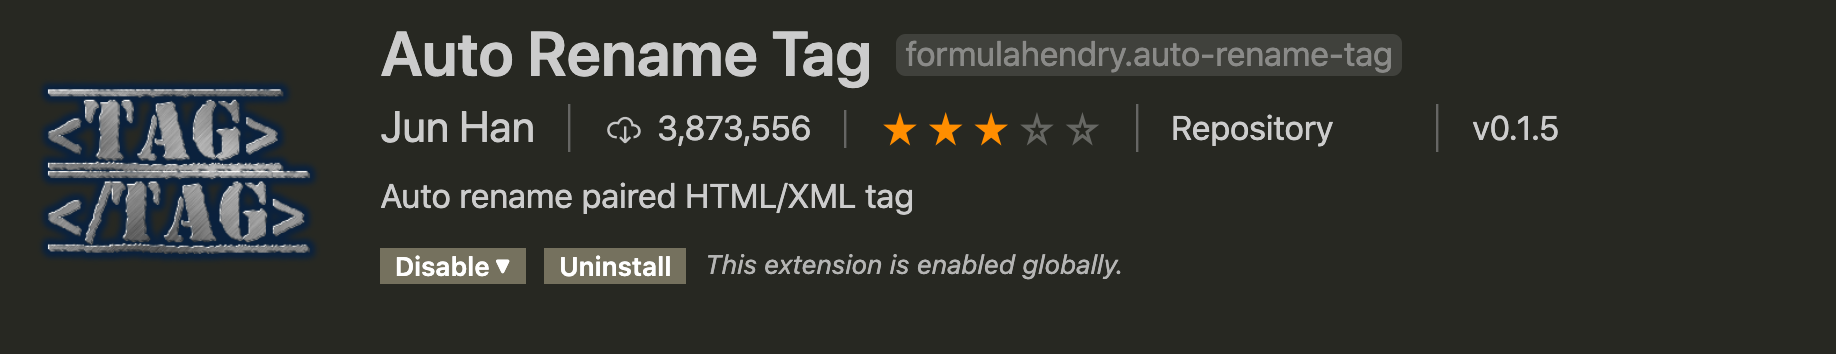 <TAG>
</TAG>
Auto Rename Tag formulahendry.auto-rename-tag
Jun Han 3,873,556 Repository v0.1.5
Auto rename paired HTML/XML tag
Disable Uninstall This extension is enabled globally.